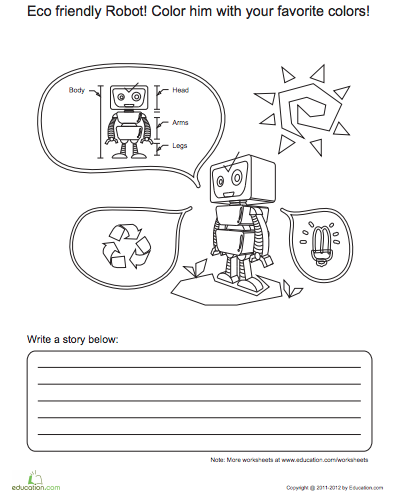 Eco friendly Robot! Color him with your favorite colors!
Body
Head
Arms
Legs
Write a story below:
Note: More worksheets at www.education.com/worksheets
education.com
Copyright @ 2011-2012 by Education.com